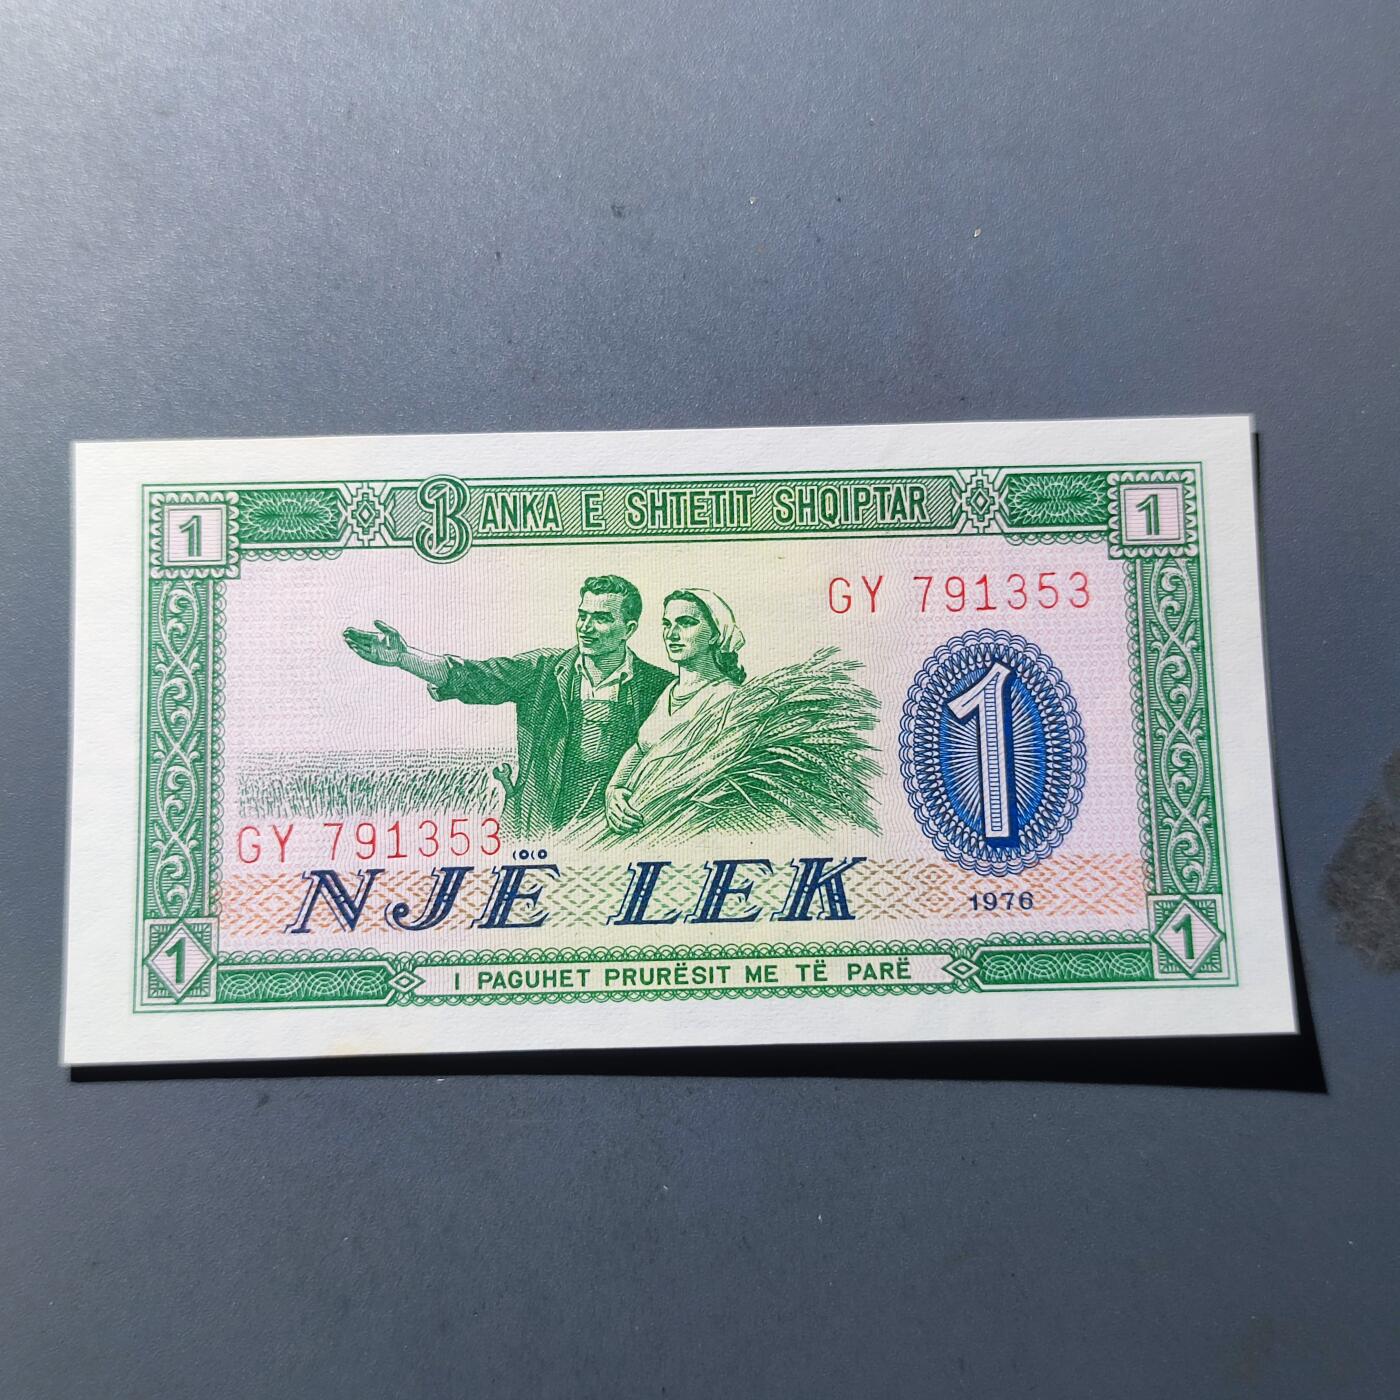 1 BANKA E SHTETIT SHQIPTAR 1
GY 791353
1
GY 791353
NJË LEK
1976
1 I PAGUHET PRURËSIT ME TË PARË 1